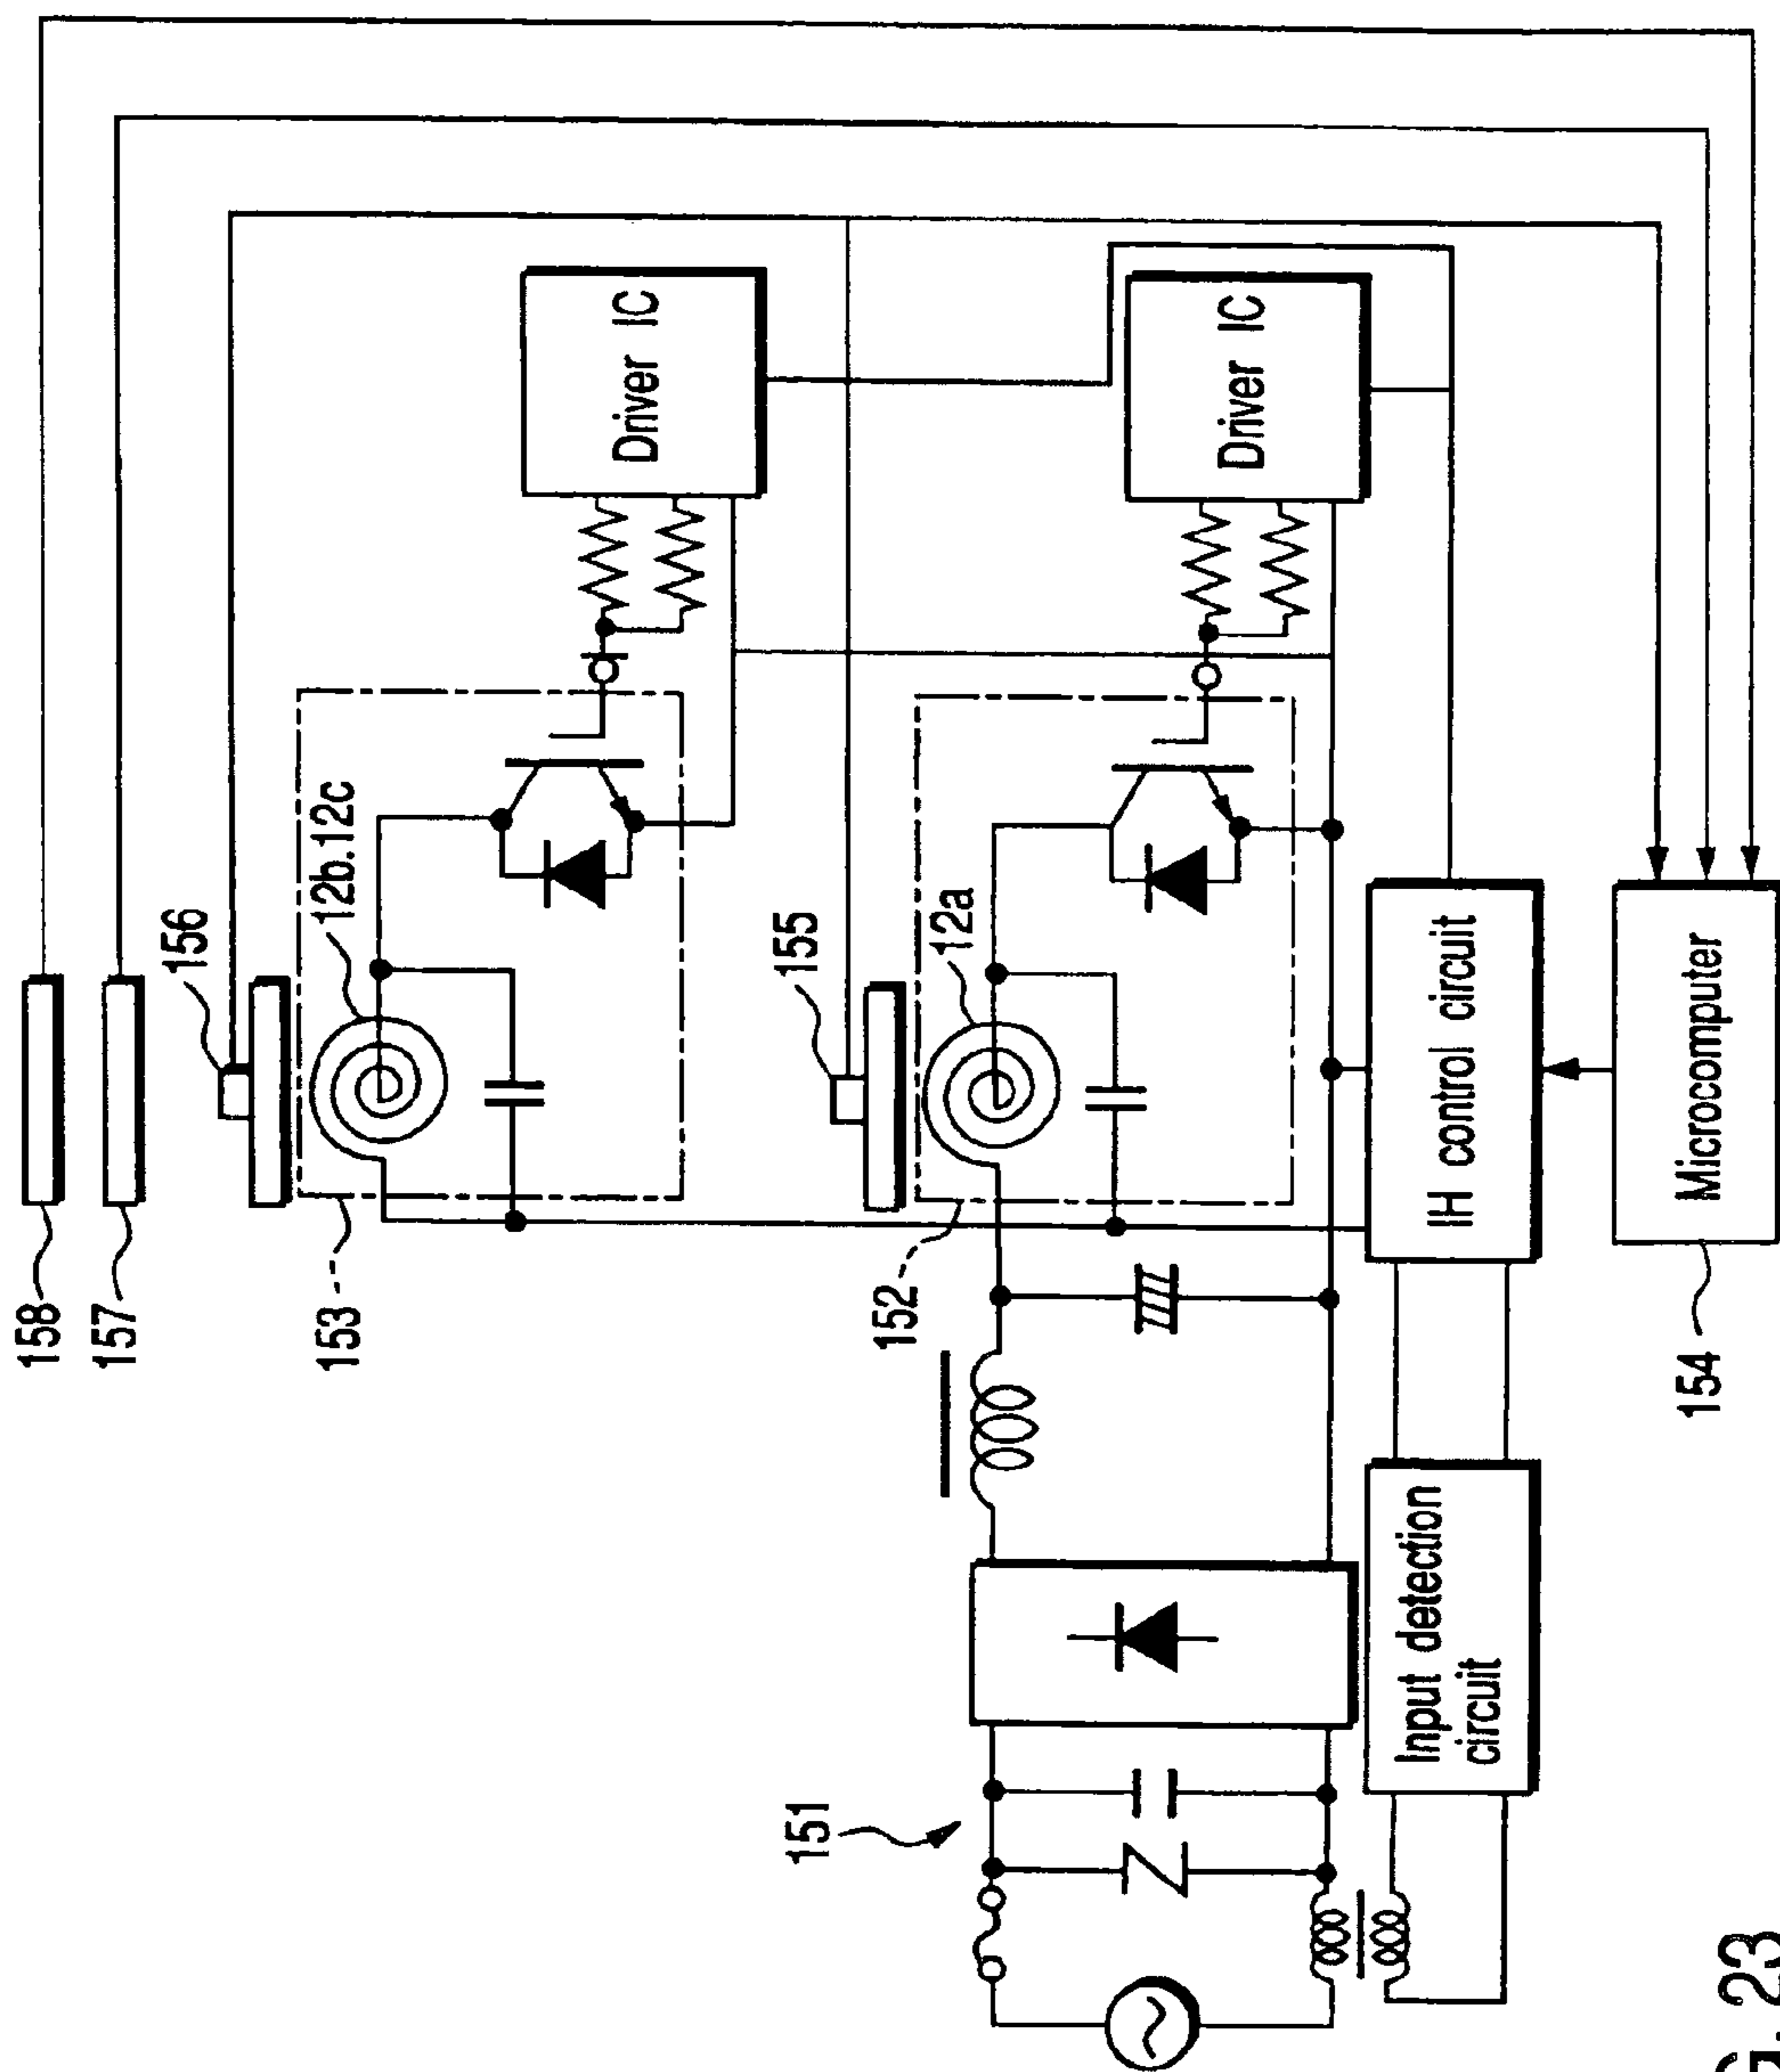 158
157
156
153
12b.12c
Driver IC
155
152
12a
Driver IC
151
IH control circuit
Input detection
circuit
Microcomputer
154
G. 23